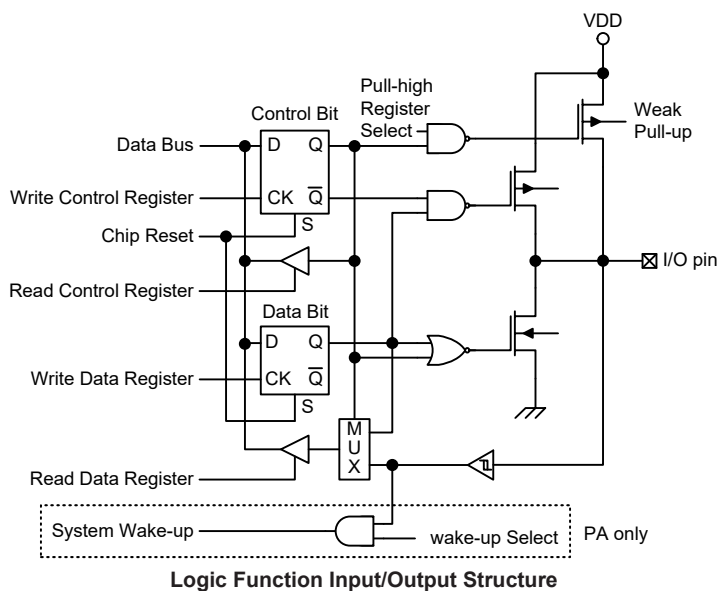 VDD
Pull-high
Register
Select
Control Bit
Weak
Pull-up
Data Bus
D
Q
Write Control Register
CK
Q
S
Chip Reset
I/O pin
Read Control Register
Data Bit
D
Q
Write Data Register
CK
Q
S
M
U
X
Read Data Register
System Wake-up
wake-up Select
PA only
Logic Function Input/Output Structure